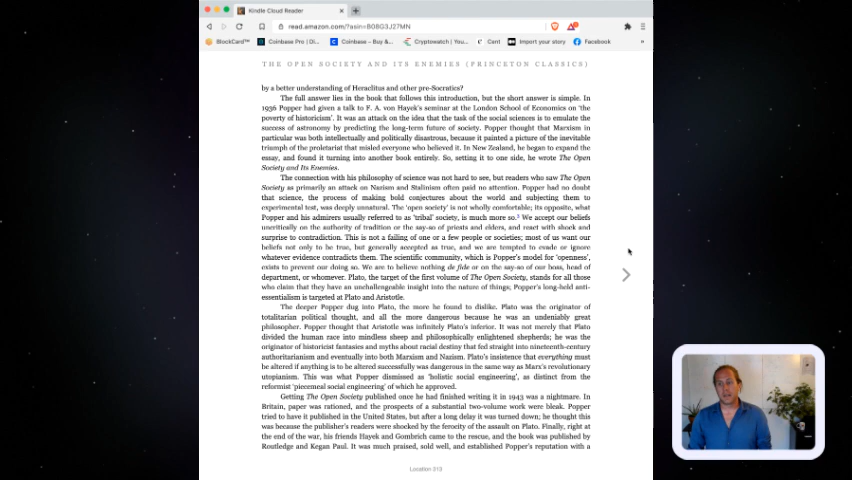 Kindle Cloud Reader
read.amazon.com/?asin=B08G3J27MN
BlockCard™ Coinbase Pro | Di... Coinbase – Buy &... Cryptowatch | You... Cent Import your story Facebook
THE OPEN SOCIETY AND ITS ENEMIES (PRINCETON CLASSICS)
by a better understanding of Heraclitus and other pre-Socratics?
The full answer lies in the book that follows this introduction, but the short answer is simple. In
1936 Popper had given a talk to F. A. von Hayek's seminar at the London School of Economics on 'the
poverty of historicism'. It was an attack on the idea that the task of the social sciences is to emulate the
success of astronomy by predicting the long-term future of society. Popper thought that Marxism in
particular was both intellectually and politically disastrous, because it painted a picture of the inevitable
triumph of the proletariat that misled everyone who believed it. In New Zealand, he began to expand the
essay, and found it turning into another book entirely. So, setting it to one side, he wrote The Open
Society and Its Enemies.
The connection with his philosophy of science was not hard to see, but readers who saw The Open
Society as primarily an attack on Nazism and Stalinism often paid no attention. Popper had no doubt
that science, the process of making bold conjectures about the world and subjecting them to
experimental test, was deeply unnatural. The 'open society' is not wholly comfortable; its opposite, what
Popper and his admirers usually referred to as 'tribal' society, is much more so.⁵ We accept our beliefs
uncritically on the authority of tradition or the say-so of priests and elders, and react with shock and
surprise to contradiction. This is not a failing of one or a few people or societies; most of us want our
beliefs not only to be true, but generally accepted as true, and we are tempted to evade or ignore
whatever evidence contradicts them. The scientific community, which is Popper's model for 'openness',
exists to prevent our doing so. We are to believe nothing de fide or on the say-so of our boss, head of
department, or whomever. Plato, the target of the first volume of The Open Society, stands for all those
who claim that they have an unchallengeable insight into the nature of things; Popper's long-held anti-
essentialism is targeted at Plato and Aristotle.
The deeper Popper dug into Plato, the more he found to dislike. Plato was the originator of
totalitarian political thought, and all the more dangerous because he was an undeniably great
philosopher. Popper thought that Aristotle was infinitely Plato's inferior. It was not merely that Plato
divided the human race into mindless sheep and philosophically enlightened shepherds; he was the
originator of historicist fantasies and myths about racial destiny that fed straight into nineteenth-century
authoritarianism and eventually into both Marxism and Nazism. Plato's insistence that everything must
be altered if anything is to be altered successfully was dangerous in the same way as Marx's revolutionary
utopianism. This was what Popper dismissed as 'holistic social engineering', as distinct from the
reformist 'piecemeal social engineering' of which he approved.
Getting The Open Society published once he had finished writing it in 1943 was a nightmare. In
Britain, paper was rationed, and the prospects of a substantial two-volume work were bleak. Popper
tried to have it published in the United States, but after a long delay it was turned down; he thought this
was because the publisher's readers were shocked by the ferocity of the assault on Plato. Finally, right at
the end of the war, his friends Hayek and Gombrich came to the rescue, and the book was published by
Routledge and Kegan Paul. It was much praised, sold well, and established Popper's reputation with a
Location 513